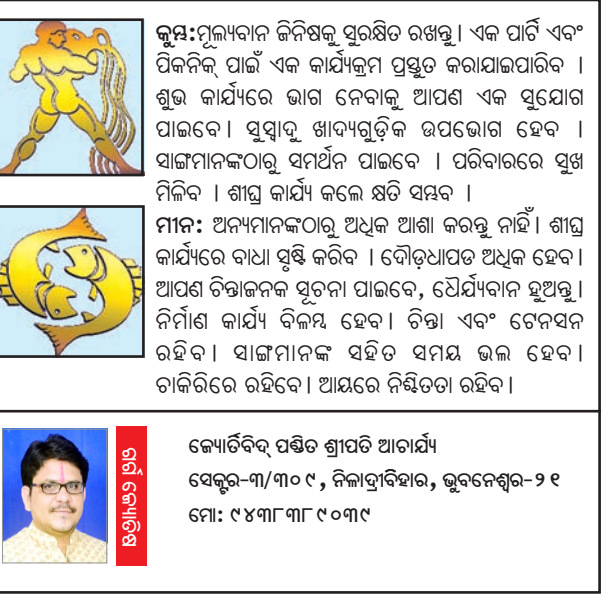 କୁମ୍ଭ:ମୂଲ୍ୟବାନ ଜିନିଷକୁ ସୁରକ୍ଷିତ ରଖନ୍ତୁ। ଏକ ପାର୍ଟି ଏବଂ
ପିକନିକ୍ ପାଇଁ ଏକ କାର୍ଯ୍ୟକ୍ରମ ପ୍ରସ୍ତୁତ କରାଯାଇପାରିବ ।
ଶୁଭ କାର୍ଯ୍ୟରେ ଭାଗ ନେବାକୁ ଆପଣ ଏକ ସୁଯୋଗ
ପାଇବେ। ସୁସ୍ୱାଦୁ ଖାଦ୍ୟଗୁଡ଼ିକ ଉପଭୋଗ ହେବ ।
ସାଙ୍ଗମାନଙ୍କଠାରୁ ସମର୍ଥନ ପାଇବେ । ପରିବାରରେ ସୁଖ
ମିଳିବ । ଶୀଘ୍ର କାର୍ଯ୍ୟ କଲେ କ୍ଷତି ସମ୍ଭବ ।
ମୀନ: ଅନ୍ୟମାନଙ୍କଠାରୁ ଅଧିକ ଆଶା କରନ୍ତୁ ନାହିଁ। ଶୀଘ୍ର
କାର୍ଯ୍ୟରେ ବାଧା ସୃଷ୍ଟି କରିବ । ଦୌଡ଼ଧାପଡ ଅଧିକ ହେବ।
ଆପଣ ଚିନ୍ତାଜନକ ସୂଚନା ପାଇବେ, ଧୈର୍ଯ୍ୟବାନ ହୁଅନ୍ତୁ।
ନିର୍ମାଣ କାର୍ଯ୍ୟ ବିଳମ୍ବ ହେବ। ଚିନ୍ତା ଏବଂ ଟେନସନ
ରହିବ। ସାଙ୍ଗମାନଙ୍କ ସହିତ ସମୟ ଭଲ ହେବ।
ଚାକିରିରେ ରହିବେ। ଆୟରେ ନିଶ୍ଚିତତା ରହିବ।
ଗର୍ଗ ଜ୍ୟୋତିଷ
ଜ୍ୟୋର୍ତିବିଦ୍ ପଣ୍ଡିତ ଶ୍ରୀପତି ଆଚାର୍ଯ୍ୟ
ସେକ୍ଟର-୩/୩୦୯, ନିଳାଦ୍ରୀବିହାର, ଭୁବନେଶ୍ୱର-୨୧
ମୋ: ୯୪୩୮୩୮୯୦୩୯